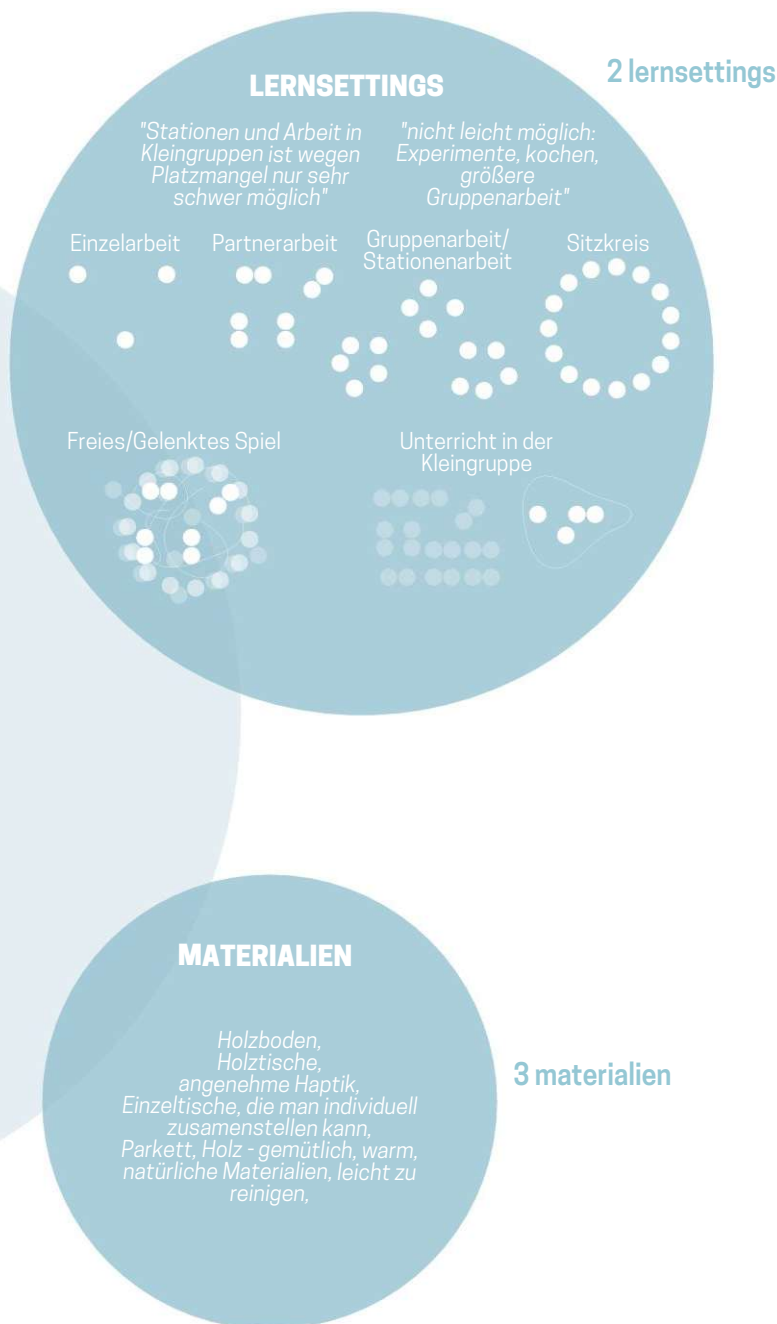 2 lernsettings
LERNSETTINGS
"Stationen und Arbeit in
Kleingruppen ist wegen
Platzmangel nur sehr
schwer möglich"
"nicht leicht möglich:
Experimente, kochen,
größere
Gruppenarbeit"
Einzelarbeit
Partnerarbeit
Gruppenarbeit/
Stationenarbeit
Sitzkreis
Freies/Gelenktes Spiel
Unterricht in der
Kleingruppe
MATERIALIEN
Holzboden,
Holztische,
angenehme Haptik,
Einzeltische, die man individuell
zusamenstellen kann,
Parkett, Holz - gemütlich, warm,
natürliche Materialien, leicht zu
reinigen,
3 materialien